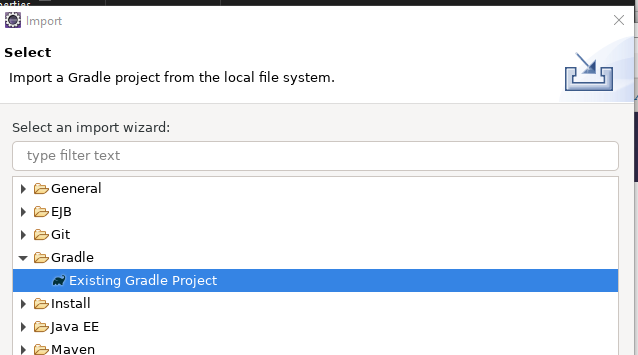 Import
Select
Import a Gradle project from the local file system.
Select an import wizard:
type filter text
General
EJB
Git
Gradle
Existing Gradle Project
Install
Java EE
Maven